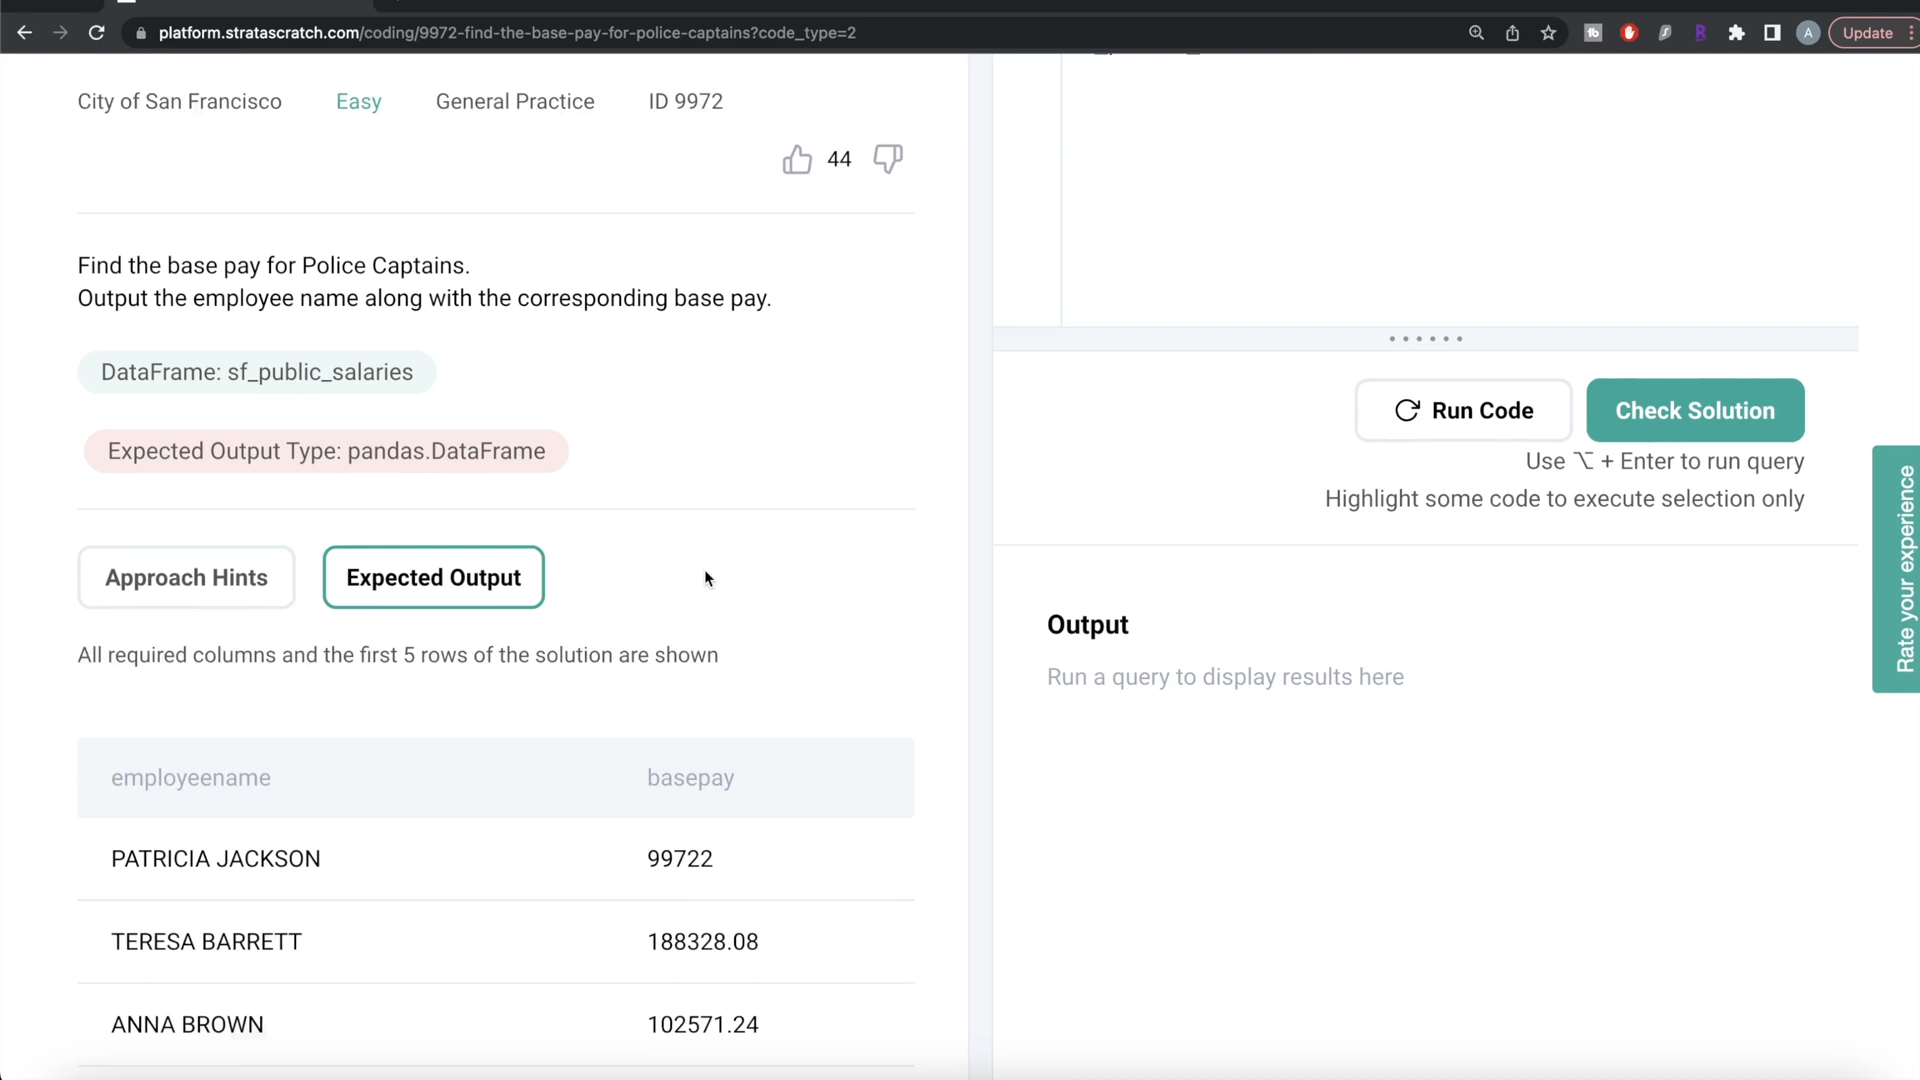 platform.stratascratch.com/coding/9972-find-the-base-pay-for-police-captains?code_type=2
Update
City of San Francisco Easy General Practice ID 9972
44
Find the base pay for Police Captains.
Output the employee name along with the corresponding base pay.
DataFrame: sf_public_salaries
Expected Output Type: pandas.DataFrame
Approach Hints Expected Output
All required columns and the first 5 rows of the solution are shown
employeename basepay
PATRICIA JACKSON 99722
TERESA BARRETT 188328.08
ANNA BROWN 102571.24
Run Code Check Solution
Use ⌥ + Enter to run query
Highlight some code to execute selection only
Output
Run a query to display results here
Rate your experience
A
tb
R